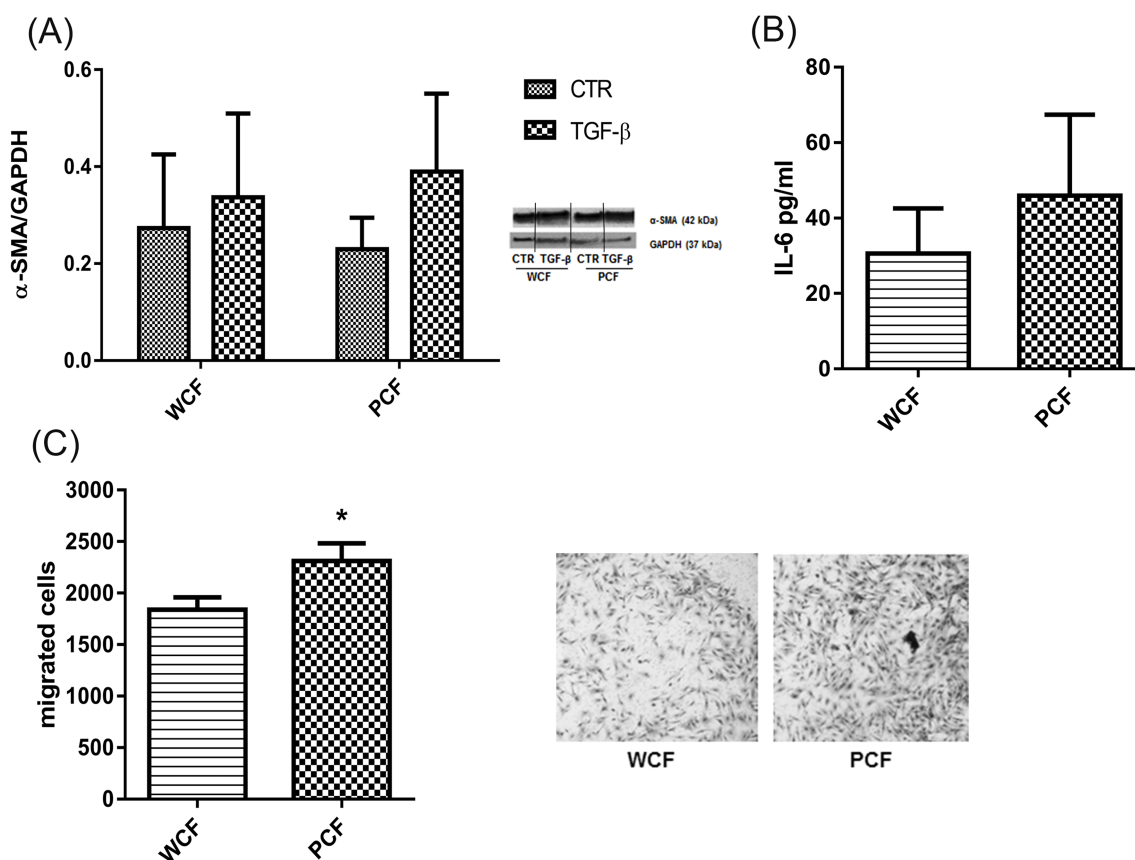 (A)
α-SMA/GAPDH
0.6
0.4
0.2
0.0
WCF
PCF
CTR
TGF-β
α-SMA (42 kDa)
GAPDH (37 kDa)
CTR TGF-β CTR TGF-β
WCF PCF
(B)
IL-6 pg/ml
80
60
40
20
0
WCF
PCF
(C)
migrated cells
3000
2500
2000
1500
1000
500
0
*
WCF
PCF
WCF
PCF